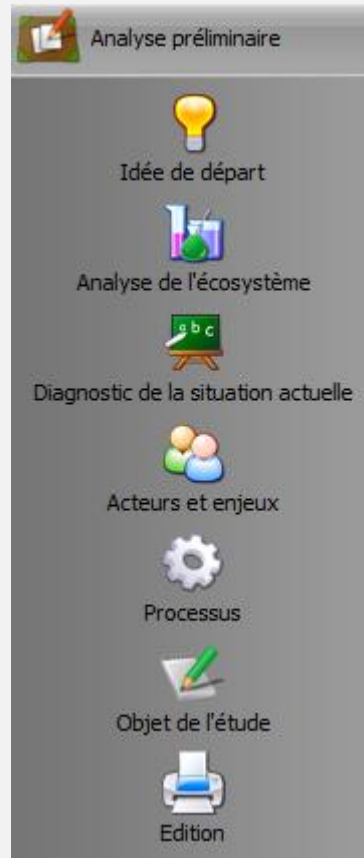 Analyse préliminaire
Idée de départ
Analyse de l'écosystème
a b c
Diagnostic de la situation actuelle
Acteurs et enjeux
Processus
Objet de l'étude
Edition